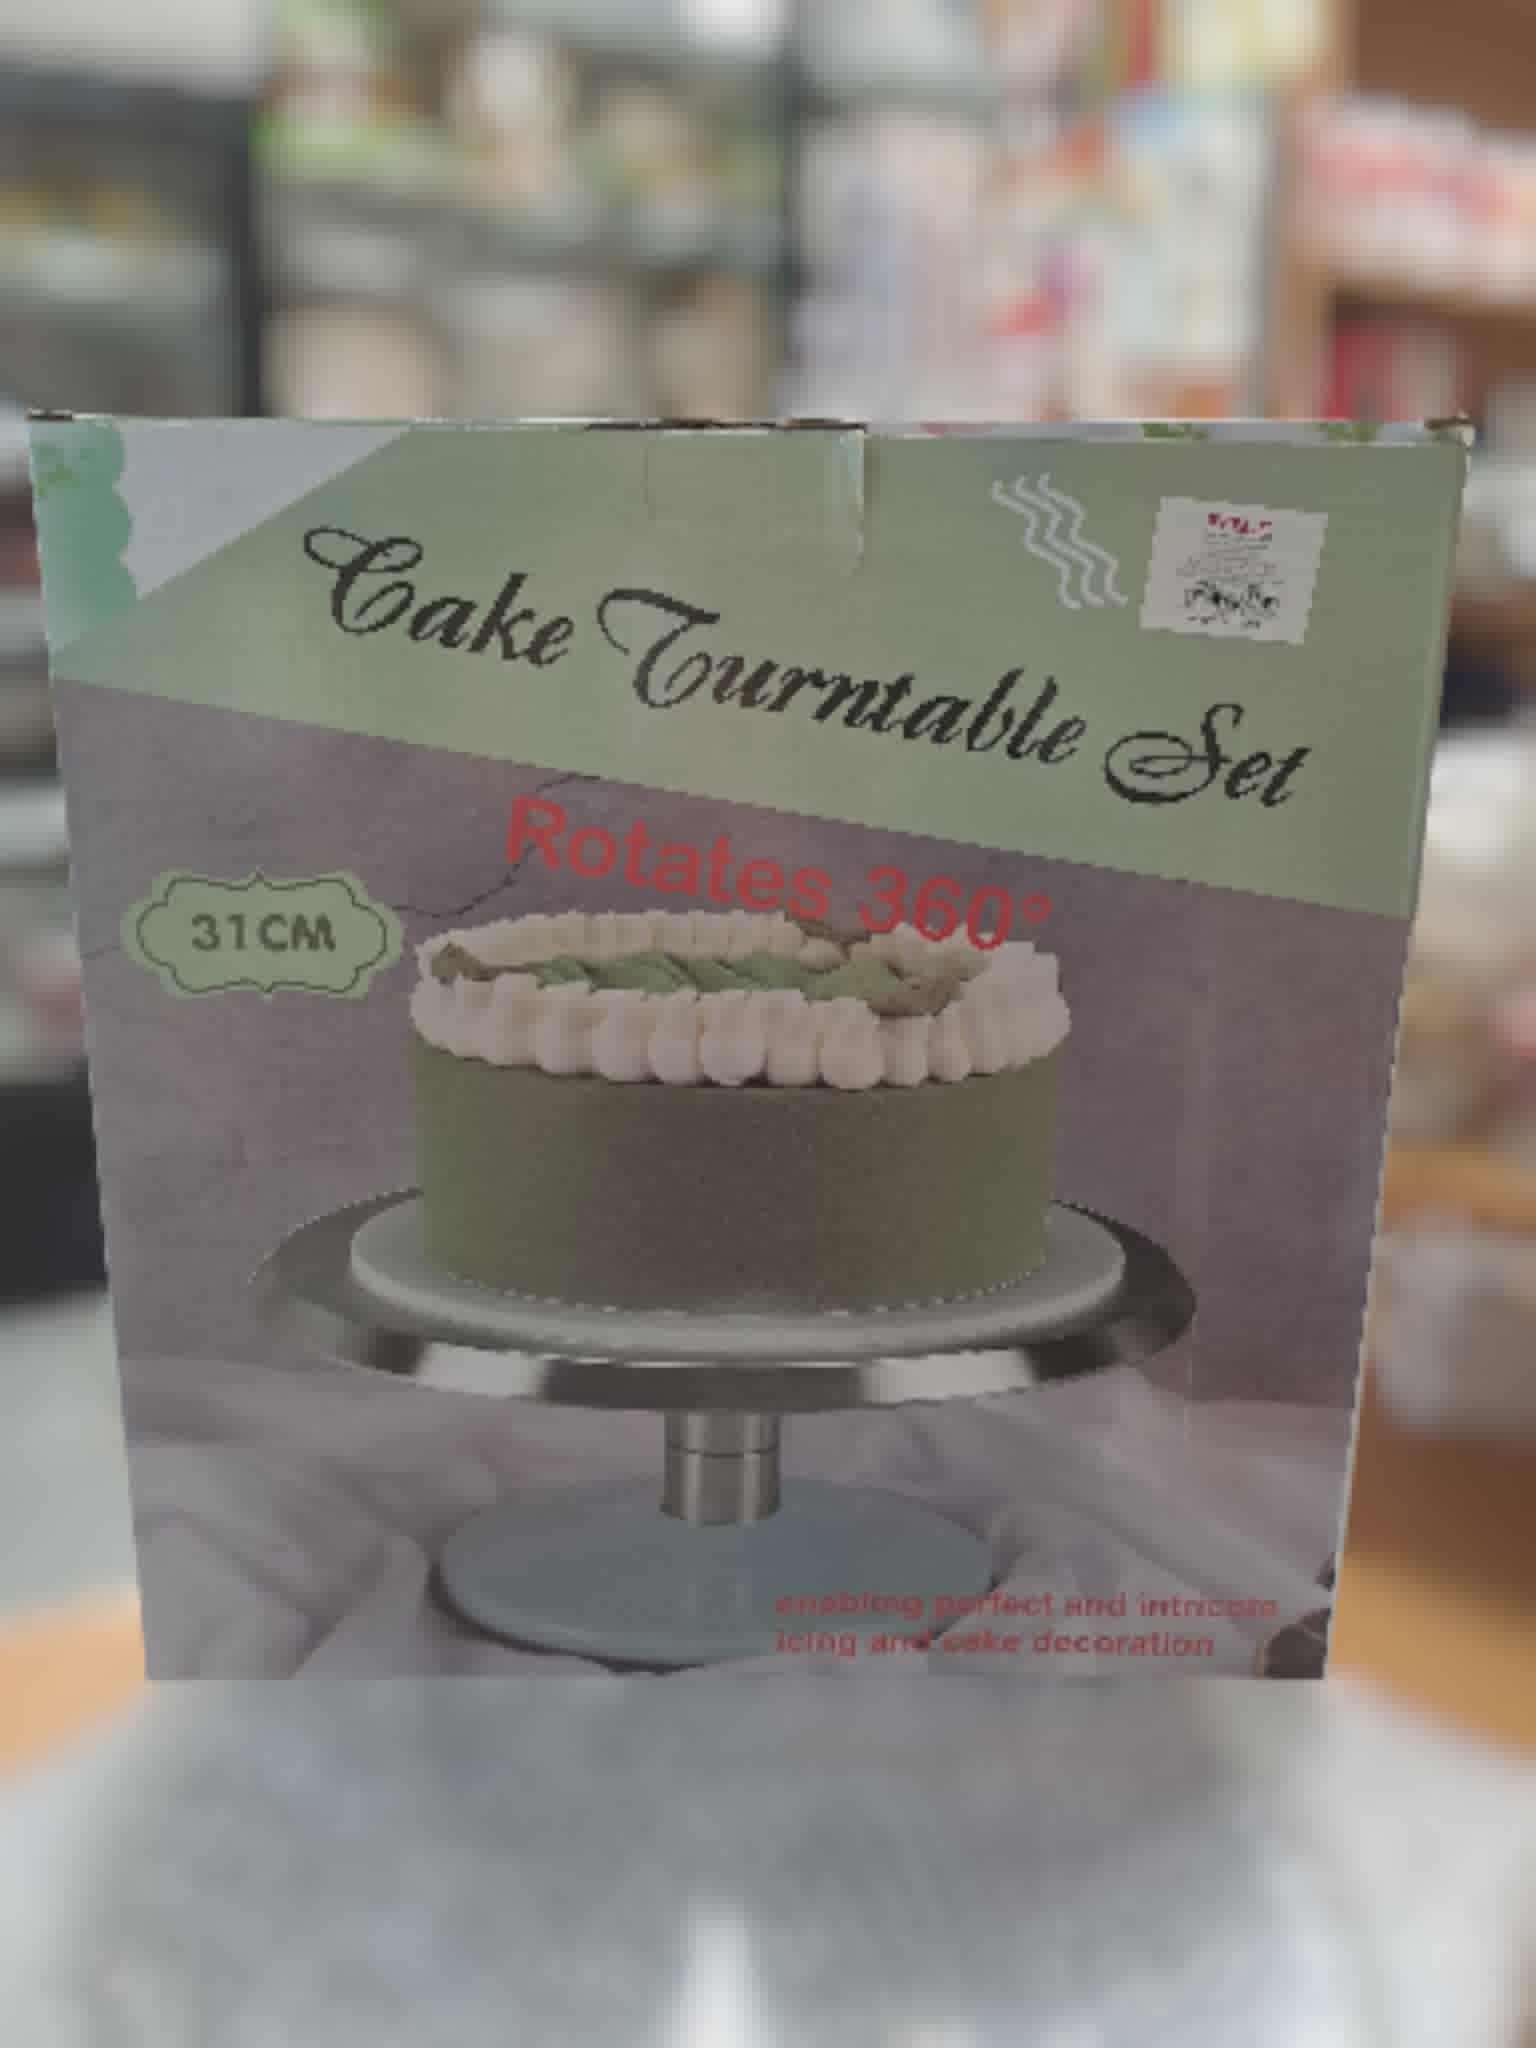 Cake Turntable Set
Rotates 360°
31CM
enabling perfect and intricate
icing and cake decoration